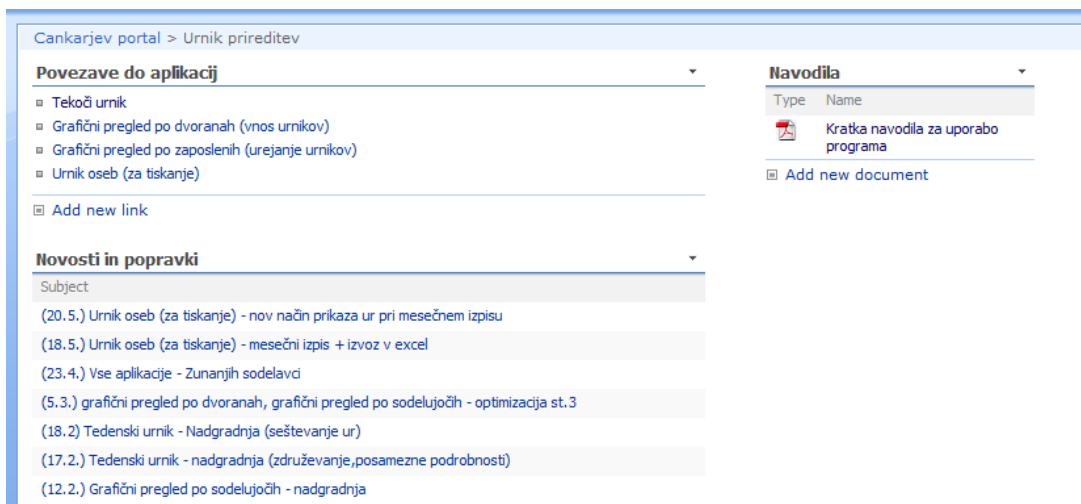 Cankarjev portal > Urnik prireditev
Povezave do aplikacij
Tekoči urnik
Grafični pregled po dvoranah (vnos urnikov)
Grafični pregled po zaposlenih (urejanje urnikov)
Urnik oseb (za tiskanje)
Add new link
Novosti in popravki
Subject
(20.5.) Urnik oseb (za tiskanje) - nov način prikaza ur pri mesečnem izpisu
(18.5.) Urnik oseb (za tiskanje) - mesečni izpis + izvoz v excel
(23.4.) Vse aplikacije - Zunanjih sodelavci
(5.3.) grafični pregled po dvoranah, grafični pregled po sodelujočih - optimizacija st.3
(18.2) Tedenski urnik - Nadgradnja (seštevanje ur)
(17.2.) Tedenski urnik - nadgradnja (združevanje,posamezne podrobnosti)
(12.2.) Grafični pregled po sodelujočih - nadgradnja
Navodila
Type Name
Kratka navodila za uporabo
programa
Add new document